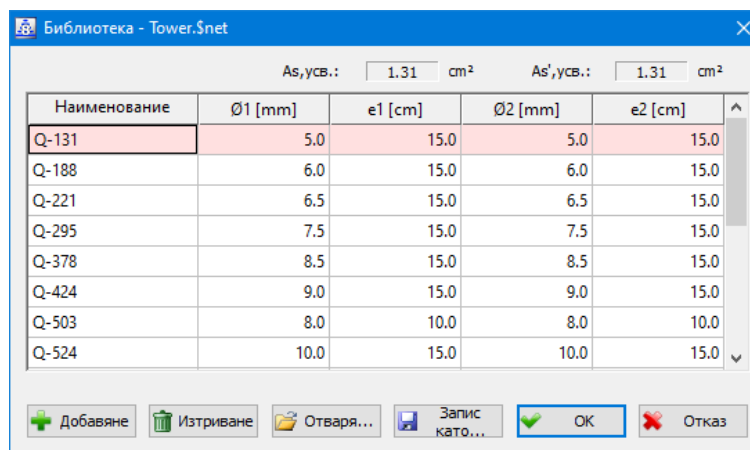 Библиотека - Tower.$net
As,усв.: 1.31 cm² As',усв.: 1.31 cm²
Наименование Ø1 [mm] e1 [cm] Ø2 [mm] e2 [cm]
Q-131 5.0 15.0 5.0 15.0
Q-188 6.0 15.0 6.0 15.0
Q-221 6.5 15.0 6.5 15.0
Q-295 7.5 15.0 7.5 15.0
Q-378 8.5 15.0 8.5 15.0
Q-424 9.0 15.0 9.0 15.0
Q-503 8.0 10.0 8.0 10.0
Q-524 10.0 15.0 10.0 15.0
Добавяне Изтриване Отваря... Запис като... OK Отказ